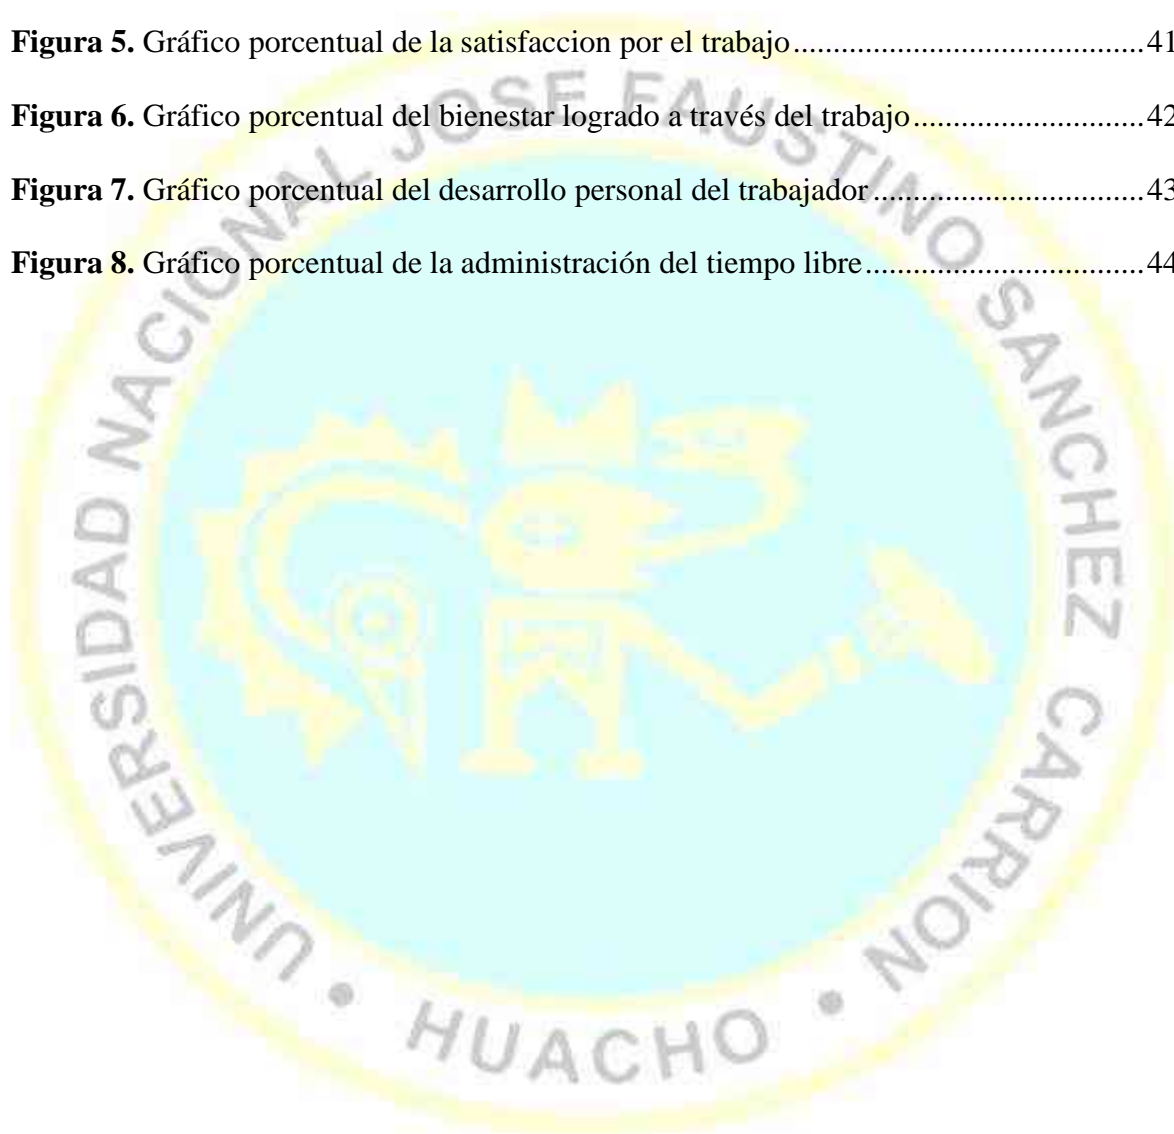 Figura 5. Gráfico porcentual de la satisfaccion por el trabajo............................................41
Figura 6. Gráfico porcentual del bienestar logrado a través del trabajo.............................42
Figura 7. Gráfico porcentual del desarrollo personal del trabajador..................................43
Figura 8. Gráfico porcentual de la administración del tiempo libre...................................44
UNIVERSIDAD NACIONAL JOSE FAUSTINO SANCHEZ CARRION • HUACHO •